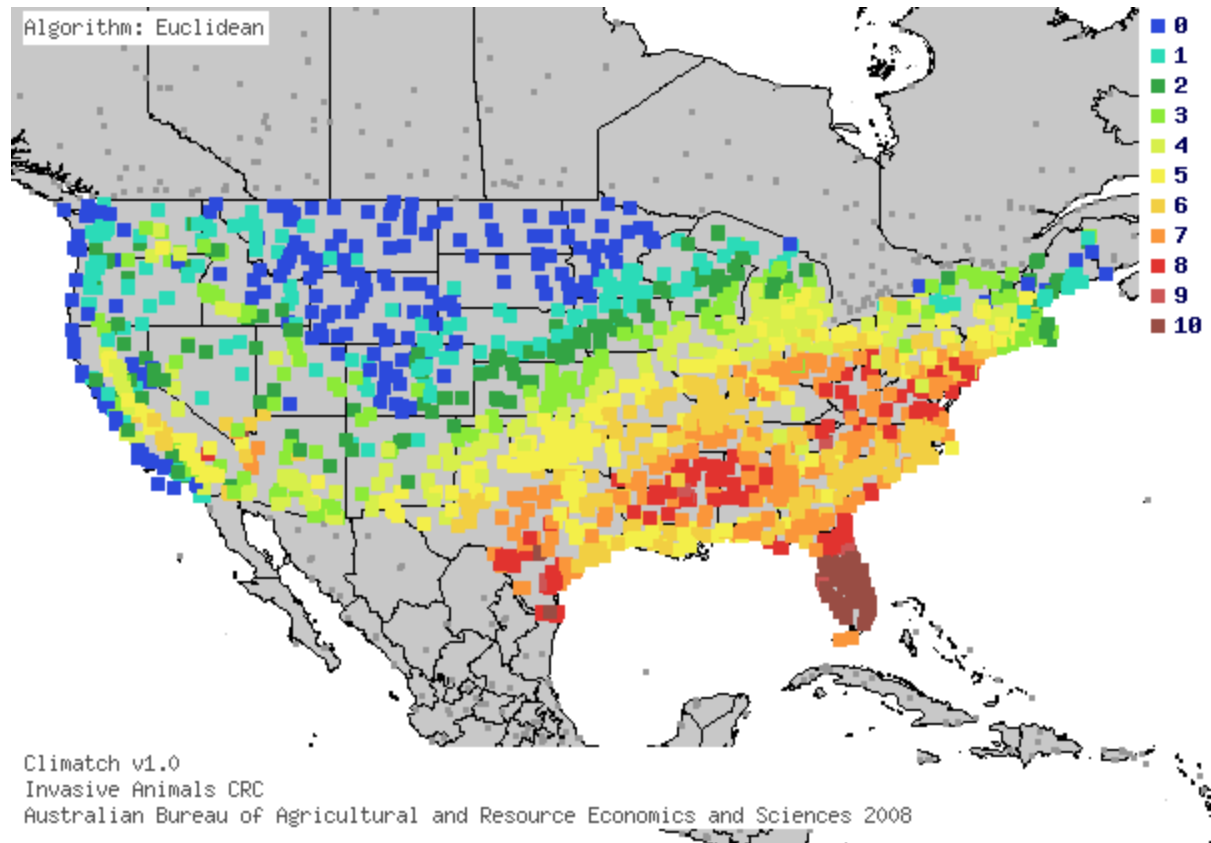 Algorithm: Euclidean
0
1
2
3
4
5
6
7
8
9
10
Climatch v1.0
Invasive Animals CRC
Australian Bureau of Agricultural and Resource Economics and Sciences 2008